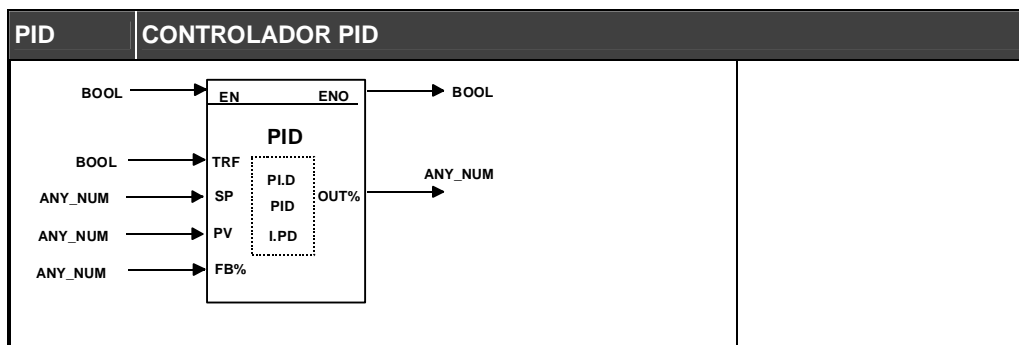 PID CONTROLADOR PID
BOOL EN ENO BOOL
PID
BOOL TRF
PI.D
ANY_NUM
ANY_NUM SP PID OUT%
ANY_NUM PV I.PD
ANY_NUM FB%